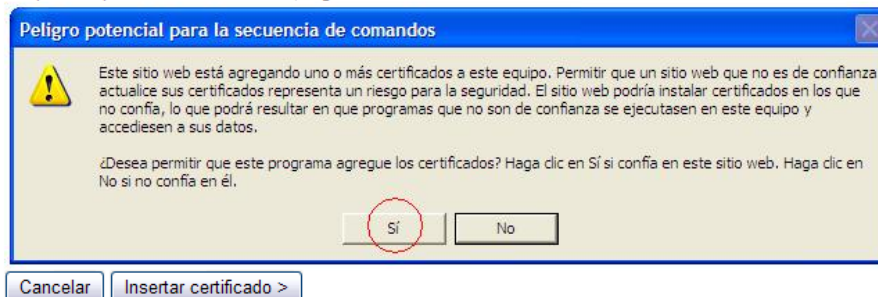 Peligro potencial para la secuencia de comandos
Este sitio web está agregando uno o más certificados a este equipo. Permitir que un sitio web que no es de confianza
actualice sus certificados representa un riesgo para la seguridad. El sitio web podría instalar certificados en los que
no confía, lo que podrá resultar en que programas que no son de confianza se ejecutasen en este equipo y
accediesen a sus datos.
¿Desea permitir que este programa agregue los certificados? Haga clic en Sí si confía en este sitio web. Haga clic en
No si no confía en él.
Sí No
Cancelar Insertar certificado >